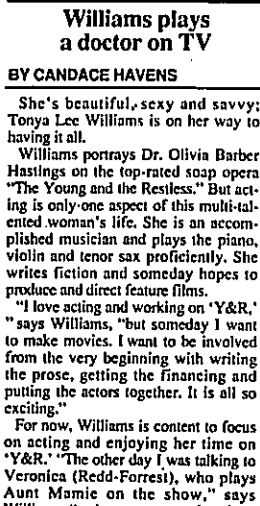 Williams plays
a doctor on TV
BY CANDACE HAVENS
She's beautiful, sexy and savvy;
Tonya Lee Williams is on her way to
having it all.
Williams portrays Dr. Olivia Barber
Hastings on the top-rated soap opera
"The Young and the Restless." But act-
ing is only one aspect of this multi-tal-
ented woman's life. She is an accom-
plished musician and plays the piano,
violin and tenor sax proficiently. She
writes fiction and someday hopes to
produce and direct feature films.
"I love acting and working on 'Y&R,'
" says Williams, "but someday I want
to make movies. I want to be involved
from the very beginning with writing
the prose, getting the financing and
putting the actors together. It is all so
exciting."
For now, Williams is content to focus
on acting and enjoying her time on
'Y&R.' "The other day I was talking to
Veronica (Redd-Forrest), who plays
Aunt Mamie on the show," says